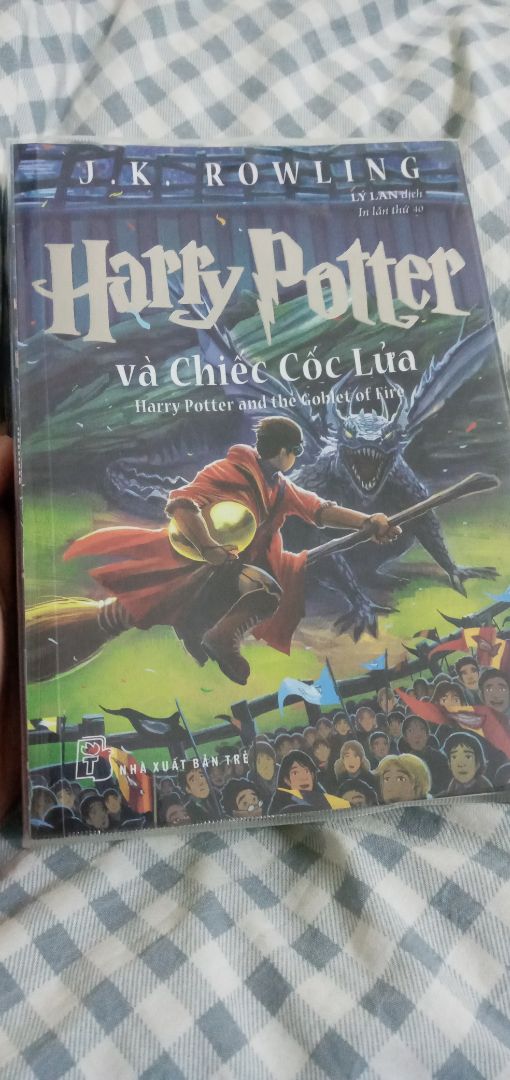 J.K. ROWLING
LÝ LAN dịch
In lần thứ 40
Harry Potter
và Chiếc Cốc Lửa
Harry Potter and the Goblet of Fire
NHÀ XUẤT BẢN TRẺ